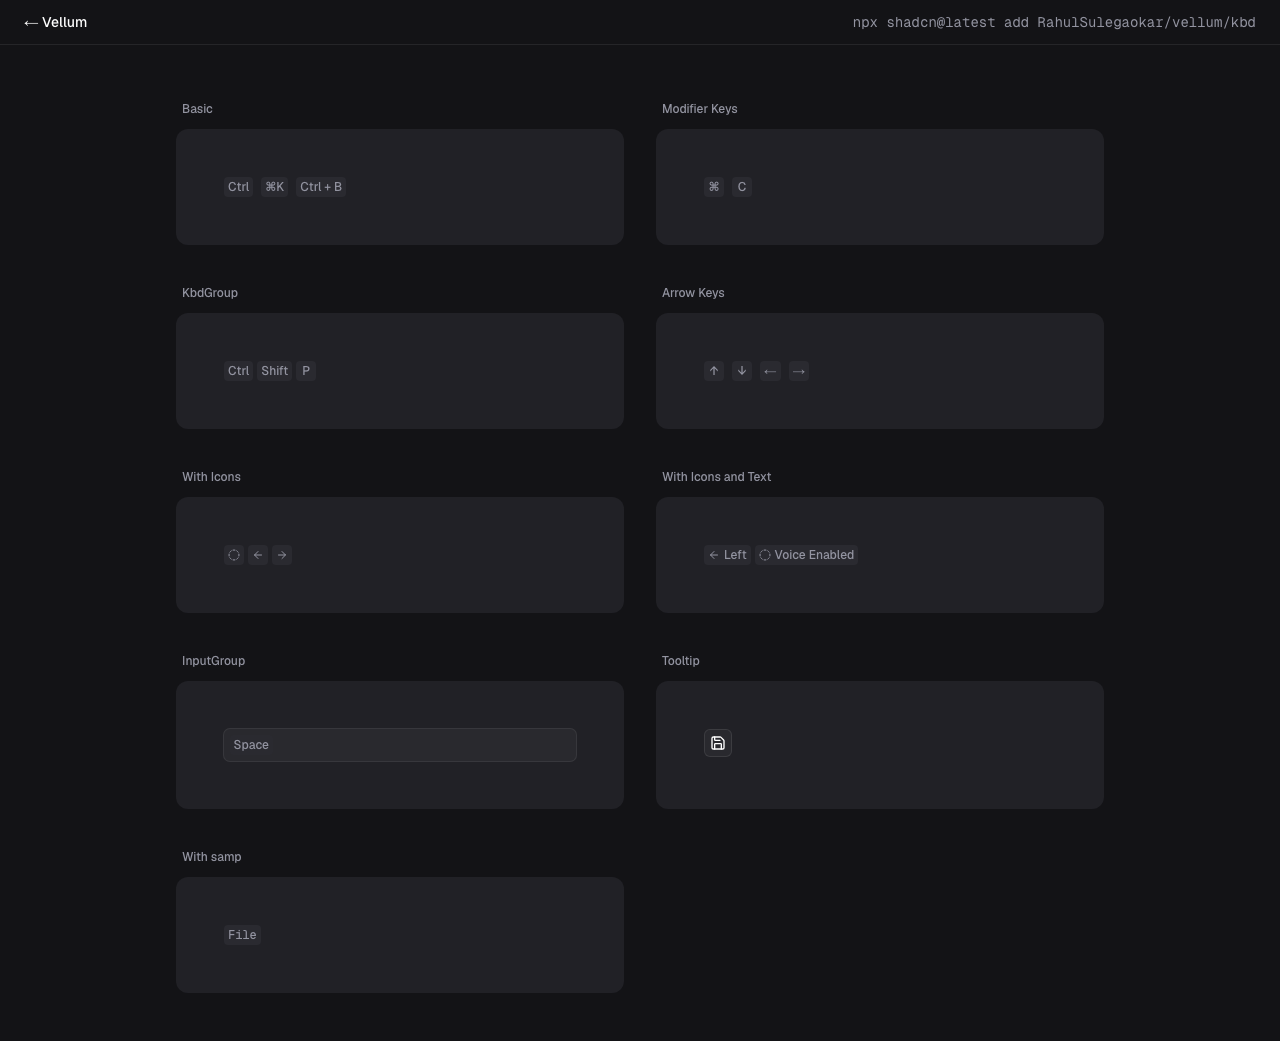 ← Vellum
npx shadcn@latest add RahulSulegaokar/vellum/kbd
Basic
Ctrl ⌘K Ctrl + B
Modifier Keys
⌘ C
KbdGroup
Ctrl Shift P
Arrow Keys
↑ ↓ ← →
With Icons
← →
With Icons and Text
← Left Voice Enabled
InputGroup
Space
Tooltip
With samp
File